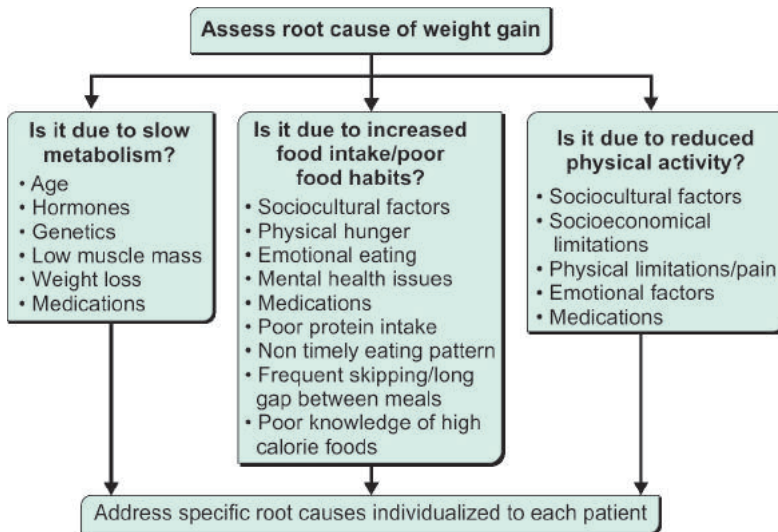 Assess root cause of weight gain
Is it due to slow
metabolism?
• Age
• Hormones
• Genetics
• Low muscle mass
• Weight loss
• Medications
Is it due to increased
food intake/poor
food habits?
• Sociocultural factors
• Physical hunger
• Emotional eating
• Mental health issues
• Medications
• Poor protein intake
• Non timely eating pattern
• Frequent skipping/long
gap between meals
• Poor knowledge of high
calorie foods
Is it due to reduced
physical activity?
• Sociocultural factors
• Socioeconomical
limitations
• Physical limitations/pain
• Emotional factors
• Medications
Address specific root causes individualized to each patient